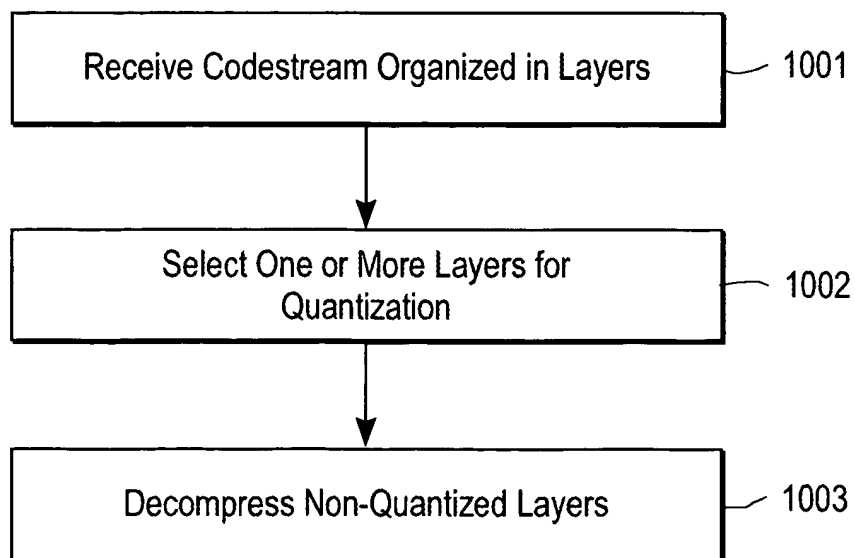 Receive Codestream Organized in Layers
1001
Select One or More Layers for
Quantization
1002
Decompress Non-Quantized Layers
1003